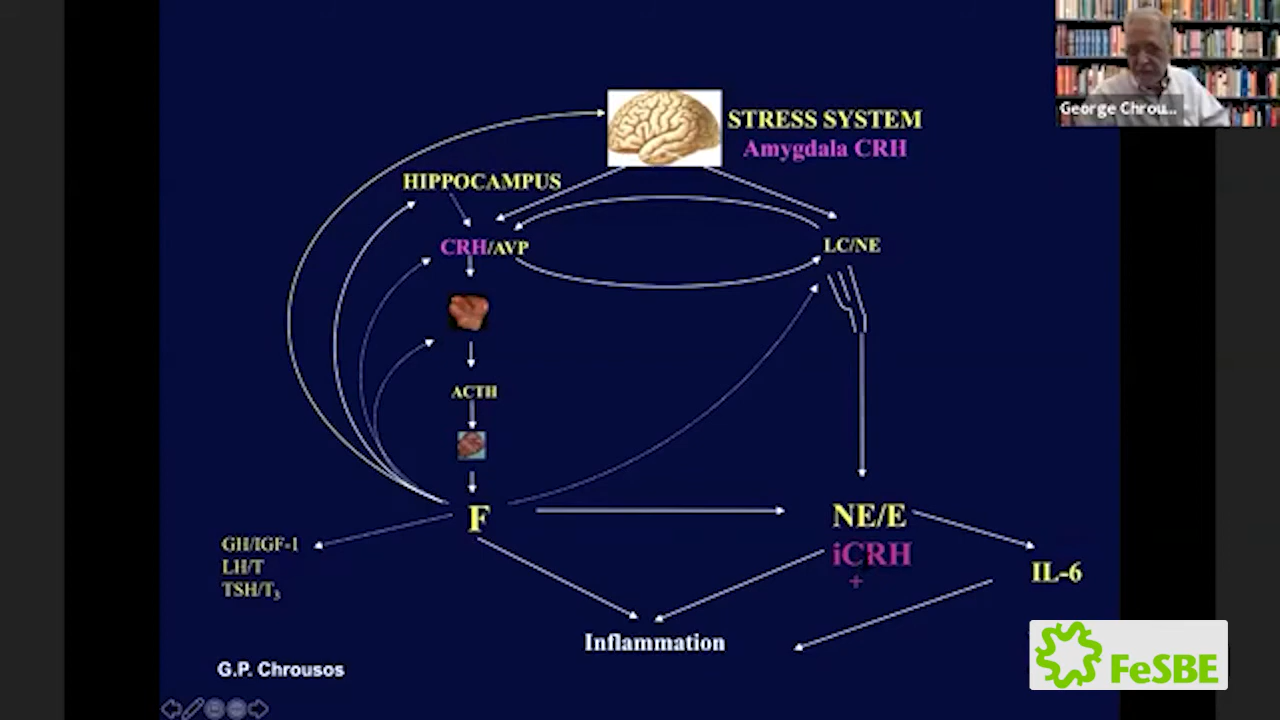 George Chrou...
STRESS SYSTEM
Amygdala CRH
HIPPOCAMPUS
CRH/AVP
LC/NE
ACTH
F
NE/E
iCRH
+
GH/IGF-1
LH/T
TSH/T₃
IL-6
Inflammation
G.P. Chrousos
FeSBE